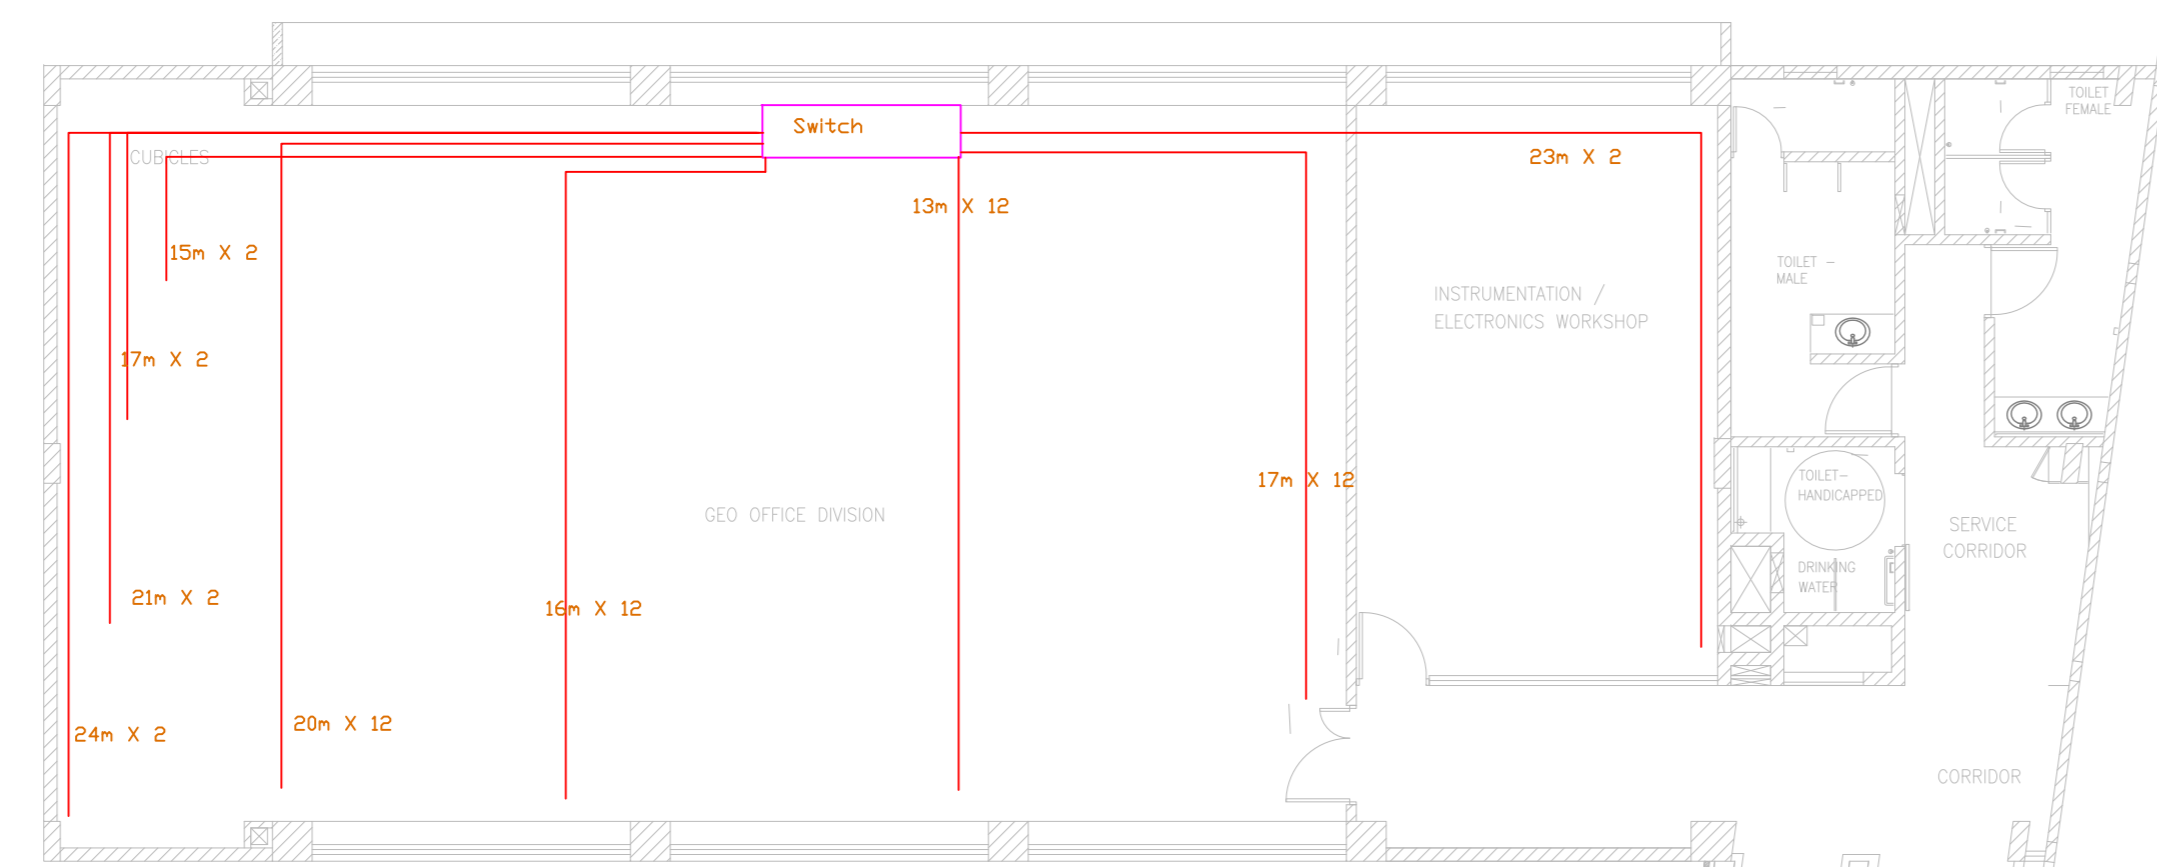 TOILET
FEMALE
Switch
CUBICLES
23m X 2
13m X 12
15m X 2
TOILET -
MALE
INSTRUMENTATION /
ELECTRONICS WORKSHOP
17m X 2
17m X 12
TOILET-
HANDICAPPED
GEO OFFICE DIVISION
SERVICE
CORRIDOR
DRINKING
WATER
21m X 2
16m X 12
20m X 12
24m X 2
CORRIDOR